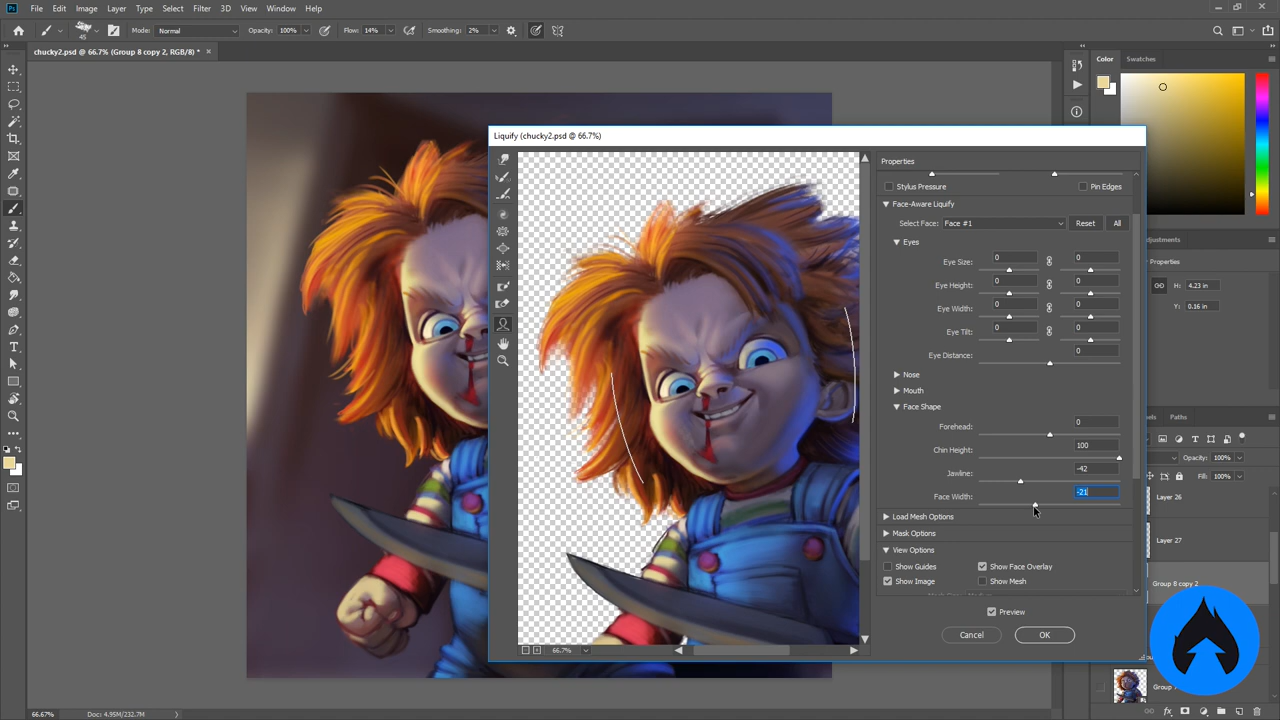 Ps File Edit Image Layer Type Select Filter 3D View Window Help
45 Mode: Normal Opacity: 100% Flow: 14% Smoothing: 2%
chucky2.psd @ 66.7% (Group 8 copy 2, RGB/8) *
Color Swatches
Liquify (chucky2.psd @ 66.7%)
Properties
Stylus Pressure Pin Edges
Face-Aware Liquify
Select Face: Face #1 Reset All
Eyes
Eye Size: 0 0
Eye Height: 0 0
Eye Width: 0 0
Eye Tilt: 0 0
Eye Distance: 0
Nose
Mouth
Face Shape
Forehead: 0
Chin Height: 100
Jawline: -42
Face Width: -21
Load Mesh Options
Mask Options
View Options
Show Guides Show Face Overlay
Show Image Show Mesh
Preview
Cancel OK
66.7%
djustments
Properties
H: 4.23 in
Y: 0.16 in
els Paths
Opacity: 100%
Fill: 100%
Layer 26
Layer 27
Group 8 copy 2
Group
66.67% Doc: 4.95M/232.7M